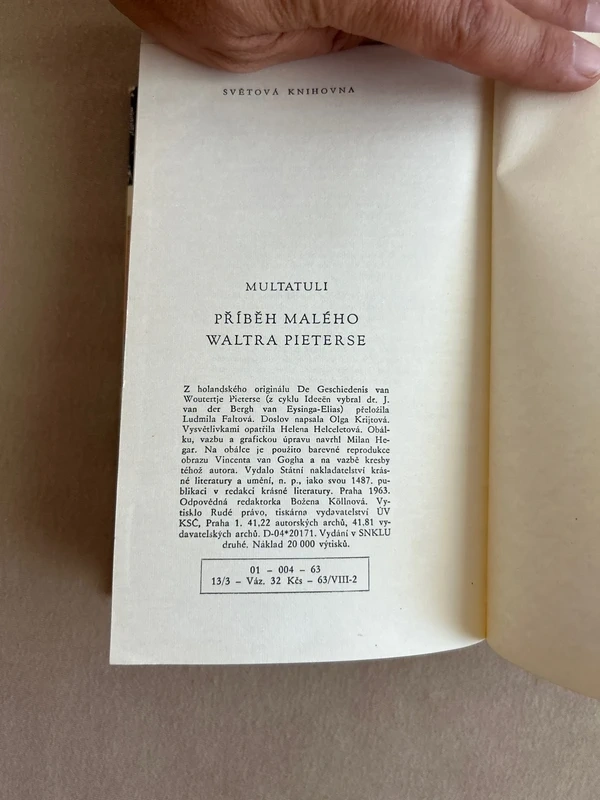 SVĚTOVÁ KNIHOVNA
MULTATULI
PŘÍBĚH MALÉHO
WALTRA PIETERSE
Z holandského originálu De Geschiedenis van
Woutertje Pieterse (z cyklu Ideeën vybral dr. J.
van der Bergh van Eysinga-Elias) přeložila
Ludmila Faltová. Doslov napsala Olga Krijtová.
Vysvětlivkami opatřila Helena Helceletová. Obál-
ku, vazbu a grafickou úpravu navrhl Milan He-
gar. Na obálce je použito barevné reprodukce
obrazu Vincenta van Gogha a na vazbě kresby
téhož autora. Vydalo Státní nakladatelství krás-
né literatury a umění, n. p., jako svou 1487. pu-
blikaci v redakci krásné literatury. Praha 1963.
Odpovědná redaktorka Božena Köllnová. Vy-
tisklo Rudé právo, tiskárna vydavatelství ÚV
KSČ, Praha 1. 41,22 autorských archů, 41.81 vy-
davatelských archů. D-04*20171. Vydání v SNKLU
druhé. Náklad 20 000 výtisků.
01 – 004 – 63
13/3 – Váz. 32 Kčs – 63/VIII-2